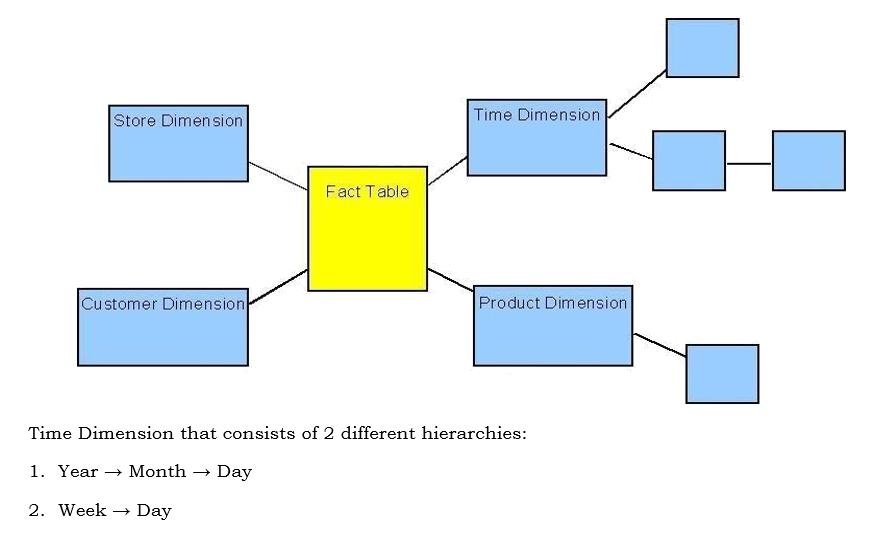 Time Dimension
Store Dimension
Fact Table
Customer Dimension
Product Dimension
Time Dimension that consists of 2 different hierarchies:
1. Year → Month → Day
2. Week → Day